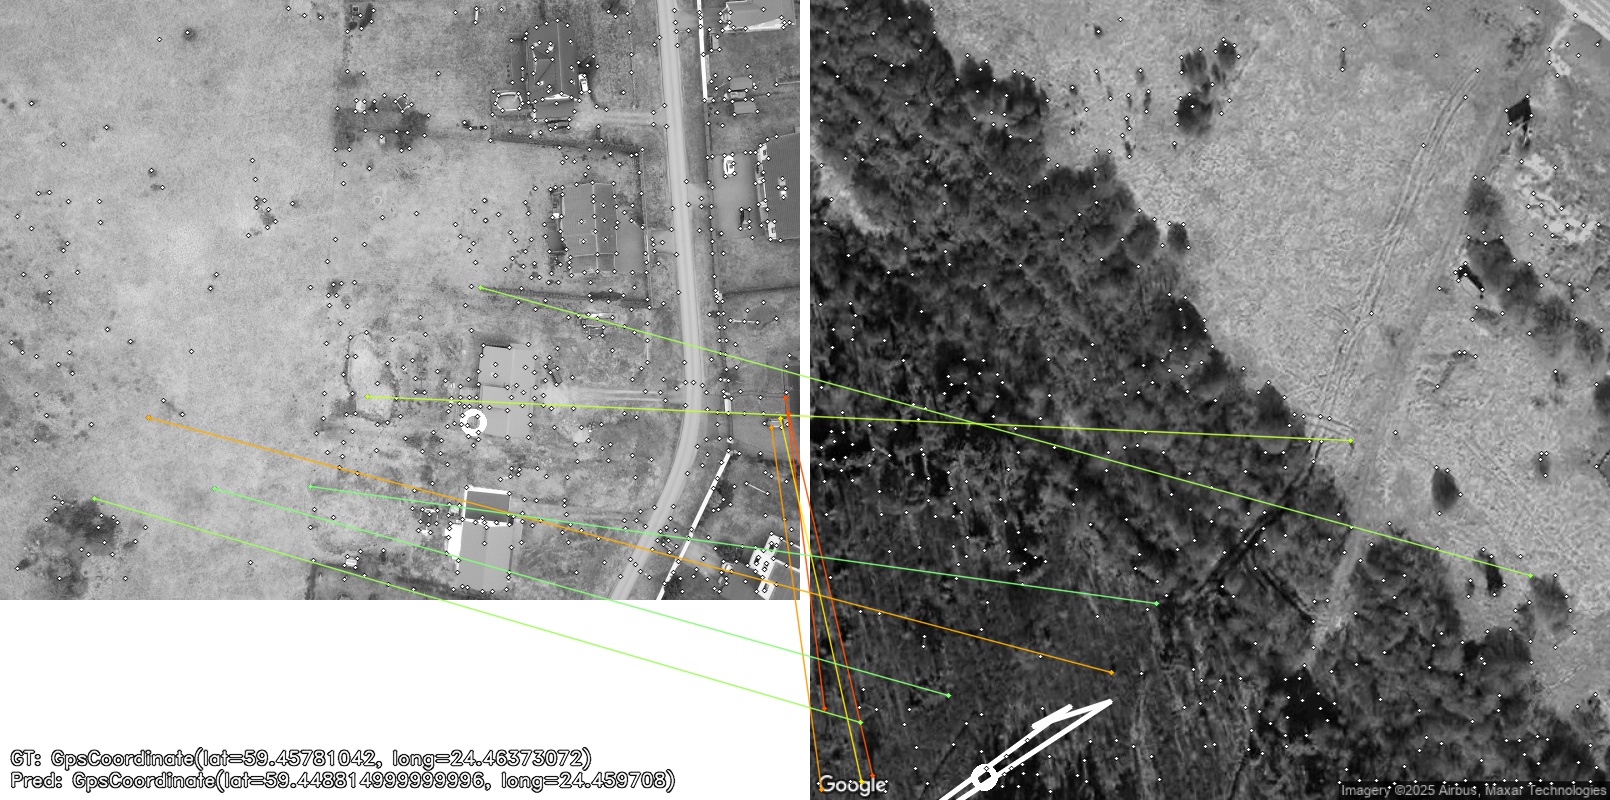 GT: GpsCoordinate(lat=59.45781042, long=24.46373072)
Pred: GpsCoordinate(lat=59.448814999999996, long=24.459708)
Google
Imagery ©2025 Airbus, Maxar Technologies